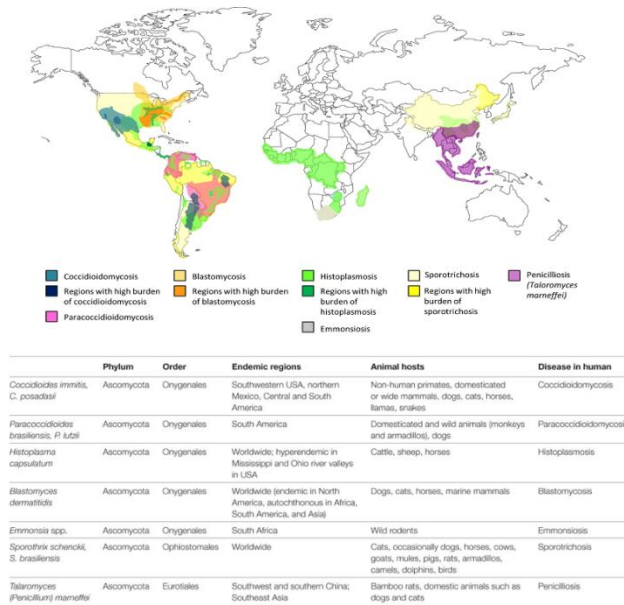 Coccidioidomycosis
Regions with high burden
of coccidioidomycosis
Paracoccidioidomycosis
Blastomycosis
Regions with high burden
of blastomycosis
Histoplasmosis
Regions with high
burden of
histoplasmosis
Emmonsiosis
Sporotrichosis
Regions with high
burden of
sporotrichosis
Penicilliosis
(Talaromyces
marneffei)
Phylum Order Endemic regions Animal hosts Disease in human
Coccidioides immitis, Ascomycota Onygenales Southwestern USA, northern Non-human primates, domesticated Coccidioidomycosis
C. posadasii Mexico, Central and South or wide mammals, dogs, cats, horses,
America llamas, snakes
Paracoccidioides Ascomycota Onygenales South America Domesticated and wild animals (monkeys Paracoccidioidomycosi
brasiliensis, P. lutzii and armadillos), dogs
Histoplasma Ascomycota Onygenales Worldwide; hyperendemic in Cattle, sheep, horses Histoplasmosis
capsulatum Mississippi and Ohio river valleys
in USA
Blastomyces Ascomycota Onygenales Worldwide (endemic in North Dogs, cats, horses, marine mammals Blastomycosis
dermatitidis America, autochthonous in Africa,
South America, and Asia)
Emmonsia spp. Ascomycota Onygenales South Africa Wild rodents Emmonsiosis
Sporothrix schenckii, Ascomycota Ophiostomales Worldwide Cats, occasionally dogs, horses, cows, Sporotrichosis
S. brasiliensis goats, mules, pigs, rats, armadillos,
camels, dolphins, birds
Talaromyces Ascomycota Eurotiales Southwest and southern China; Bamboo rats, domestic animals such as Penicilliosis
(Penicillium) marneffei Southeast Asia dogs and cats